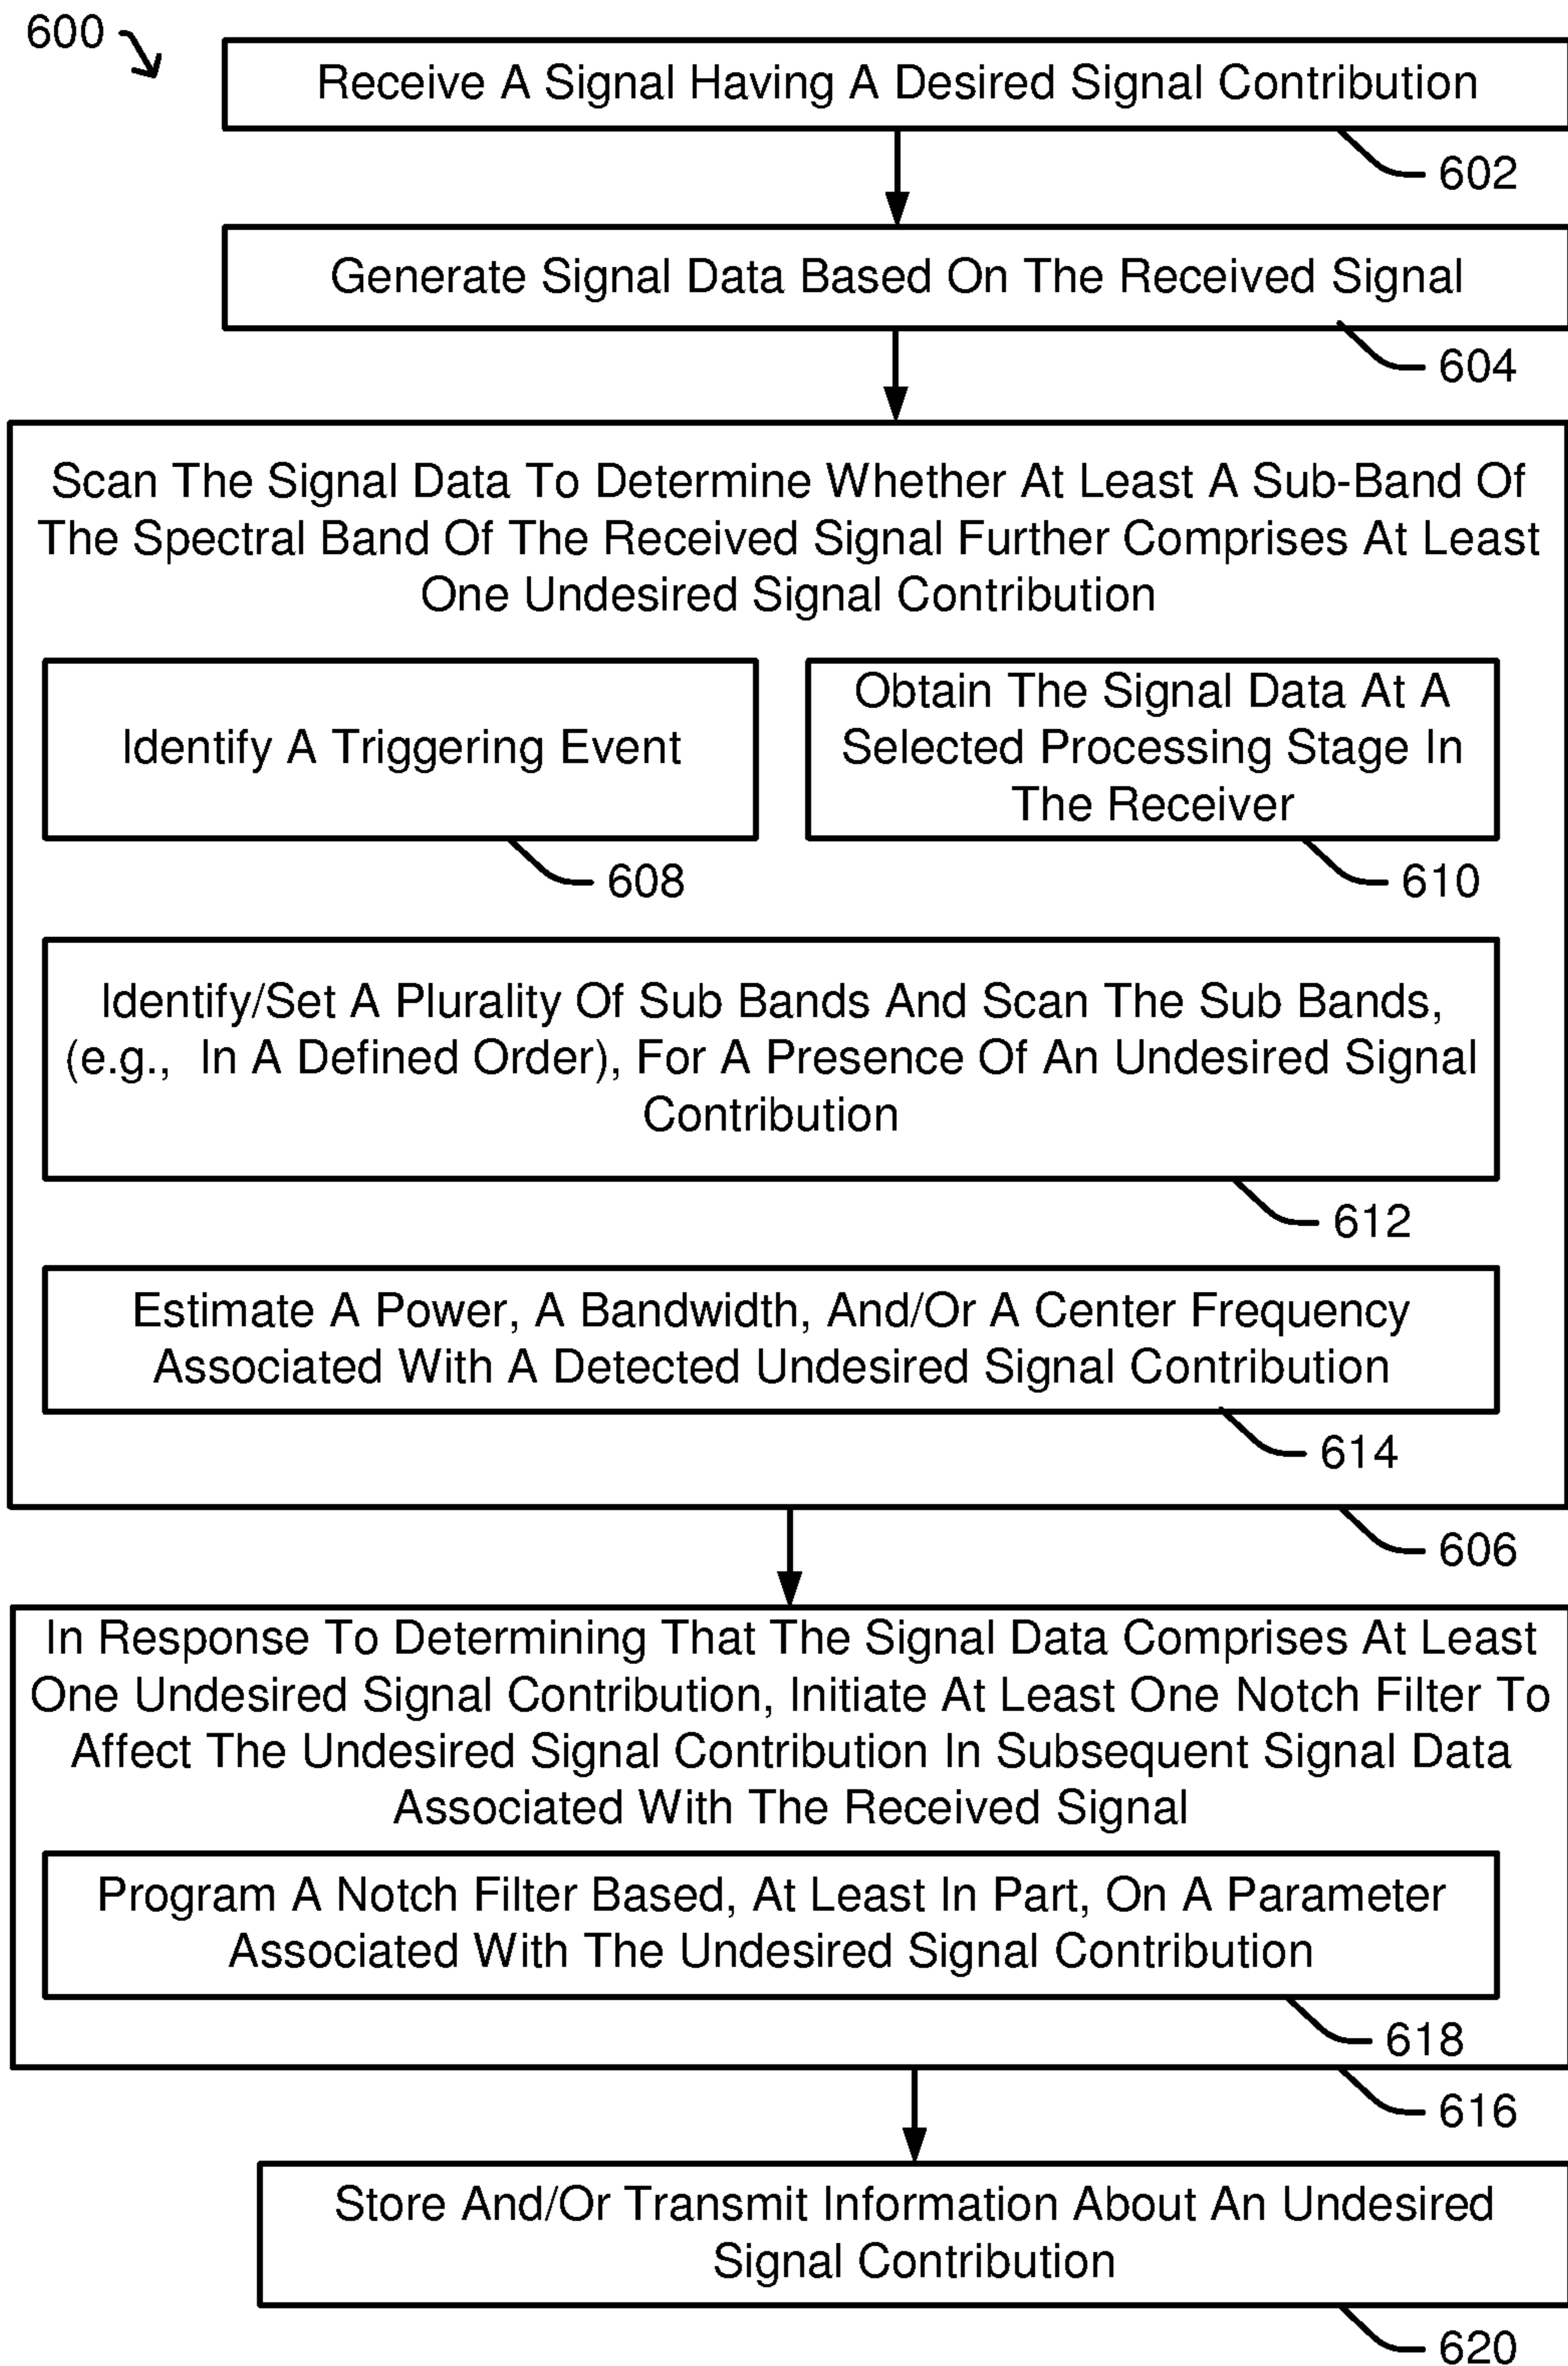 600
Receive A Signal Having A Desired Signal Contribution
602
Generate Signal Data Based On The Received Signal
604
Scan The Signal Data To Determine Whether At Least A Sub-Band Of
The Spectral Band Of The Received Signal Further Comprises At Least
One Undesired Signal Contribution
Identify A Triggering Event
608
Obtain The Signal Data At A
Selected Processing Stage In
The Receiver
610
Identify/Set A Plurality Of Sub Bands And Scan The Sub Bands,
(e.g., In A Defined Order), For A Presence Of An Undesired Signal
Contribution
612
Estimate A Power, A Bandwidth, And/Or A Center Frequency
Associated With A Detected Undesired Signal Contribution
614
606
In Response To Determining That The Signal Data Comprises At Least
One Undesired Signal Contribution, Initiate At Least One Notch Filter To
Affect The Undesired Signal Contribution In Subsequent Signal Data
Associated With The Received Signal
Program A Notch Filter Based, At Least In Part, On A Parameter
Associated With The Undesired Signal Contribution
618
616
Store And/Or Transmit Information About An Undesired
Signal Contribution
620